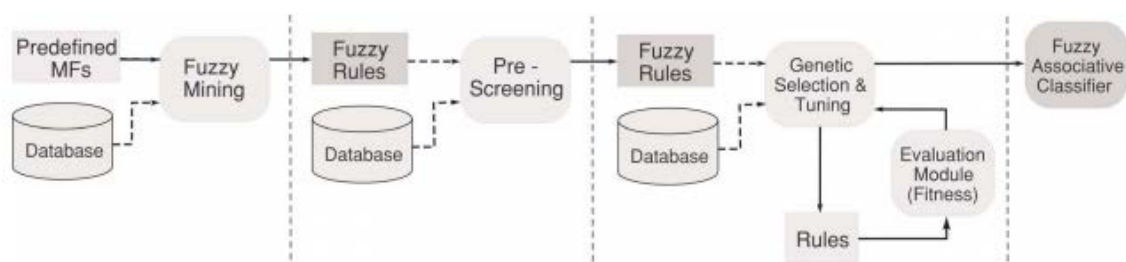 Predefined
MFs
Fuzzy
Mining
Database
Fuzzy
Rules
Pre -
Screening
Database
Fuzzy
Rules
Genetic
Selection &
Tuning
Database
Evaluation
Module
(Fitness)
Rules
Fuzzy
Associative
Classifier